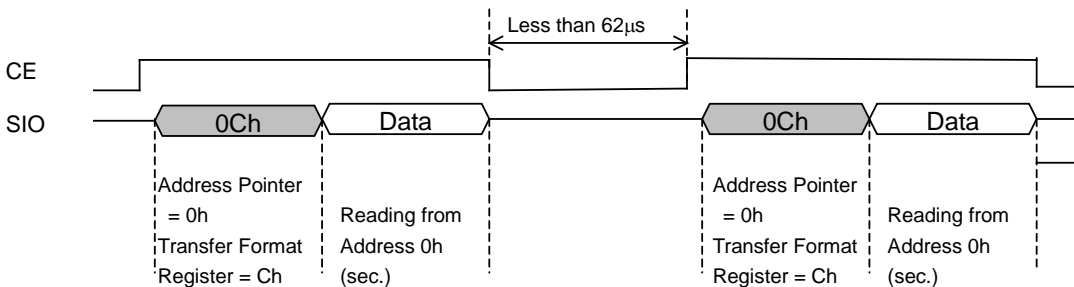 Less than 62μs
CE
SIO
0Ch
Data
0Ch
Data
Address Pointer
= 0h
Transfer Format
Register = Ch
Reading from
Address 0h
(sec.)
Address Pointer
= 0h
Transfer Format
Register = Ch
Reading from
Address 0h
(sec.)